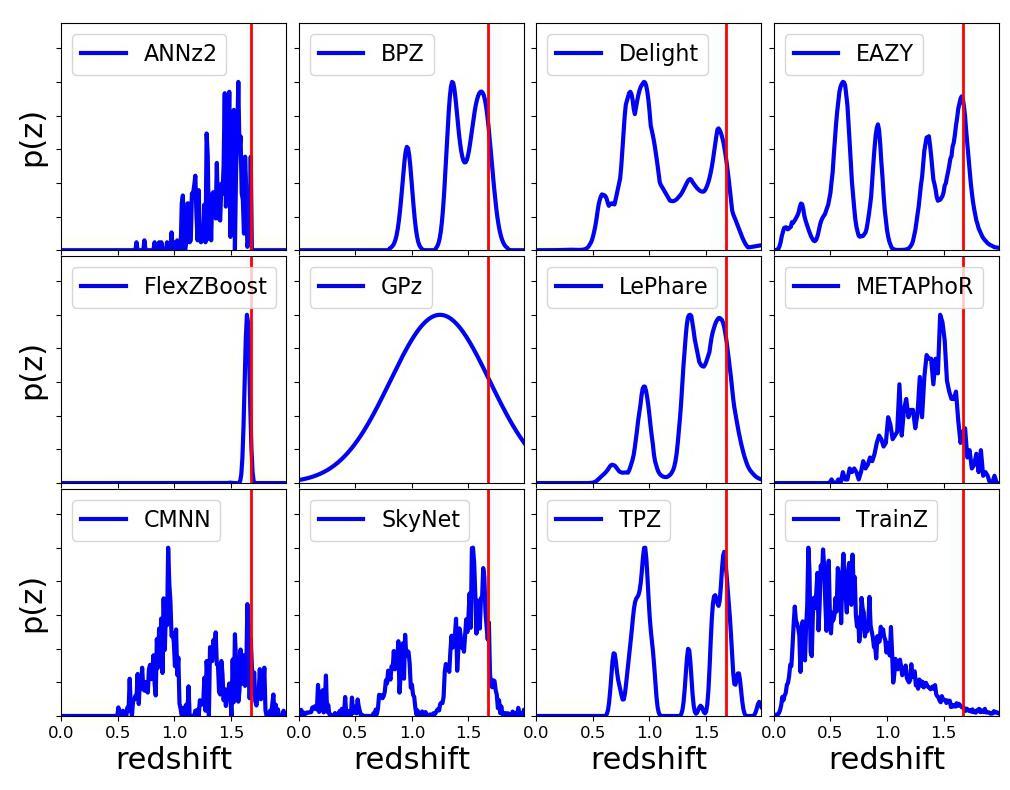 ANNz2
BPZ
Delight
EAZY
p(z)
FlexZBoost
GPz
LePhare
METAPhoR
p(z)
CMNN
SkyNet
TPZ
TrainZ
p(z)
0.0 0.5 1.0 1.5 0.0 0.5 1.0 1.5 0.0 0.5 1.0 1.5 0.0 0.5 1.0 1.5
redshift redshift redshift redshift